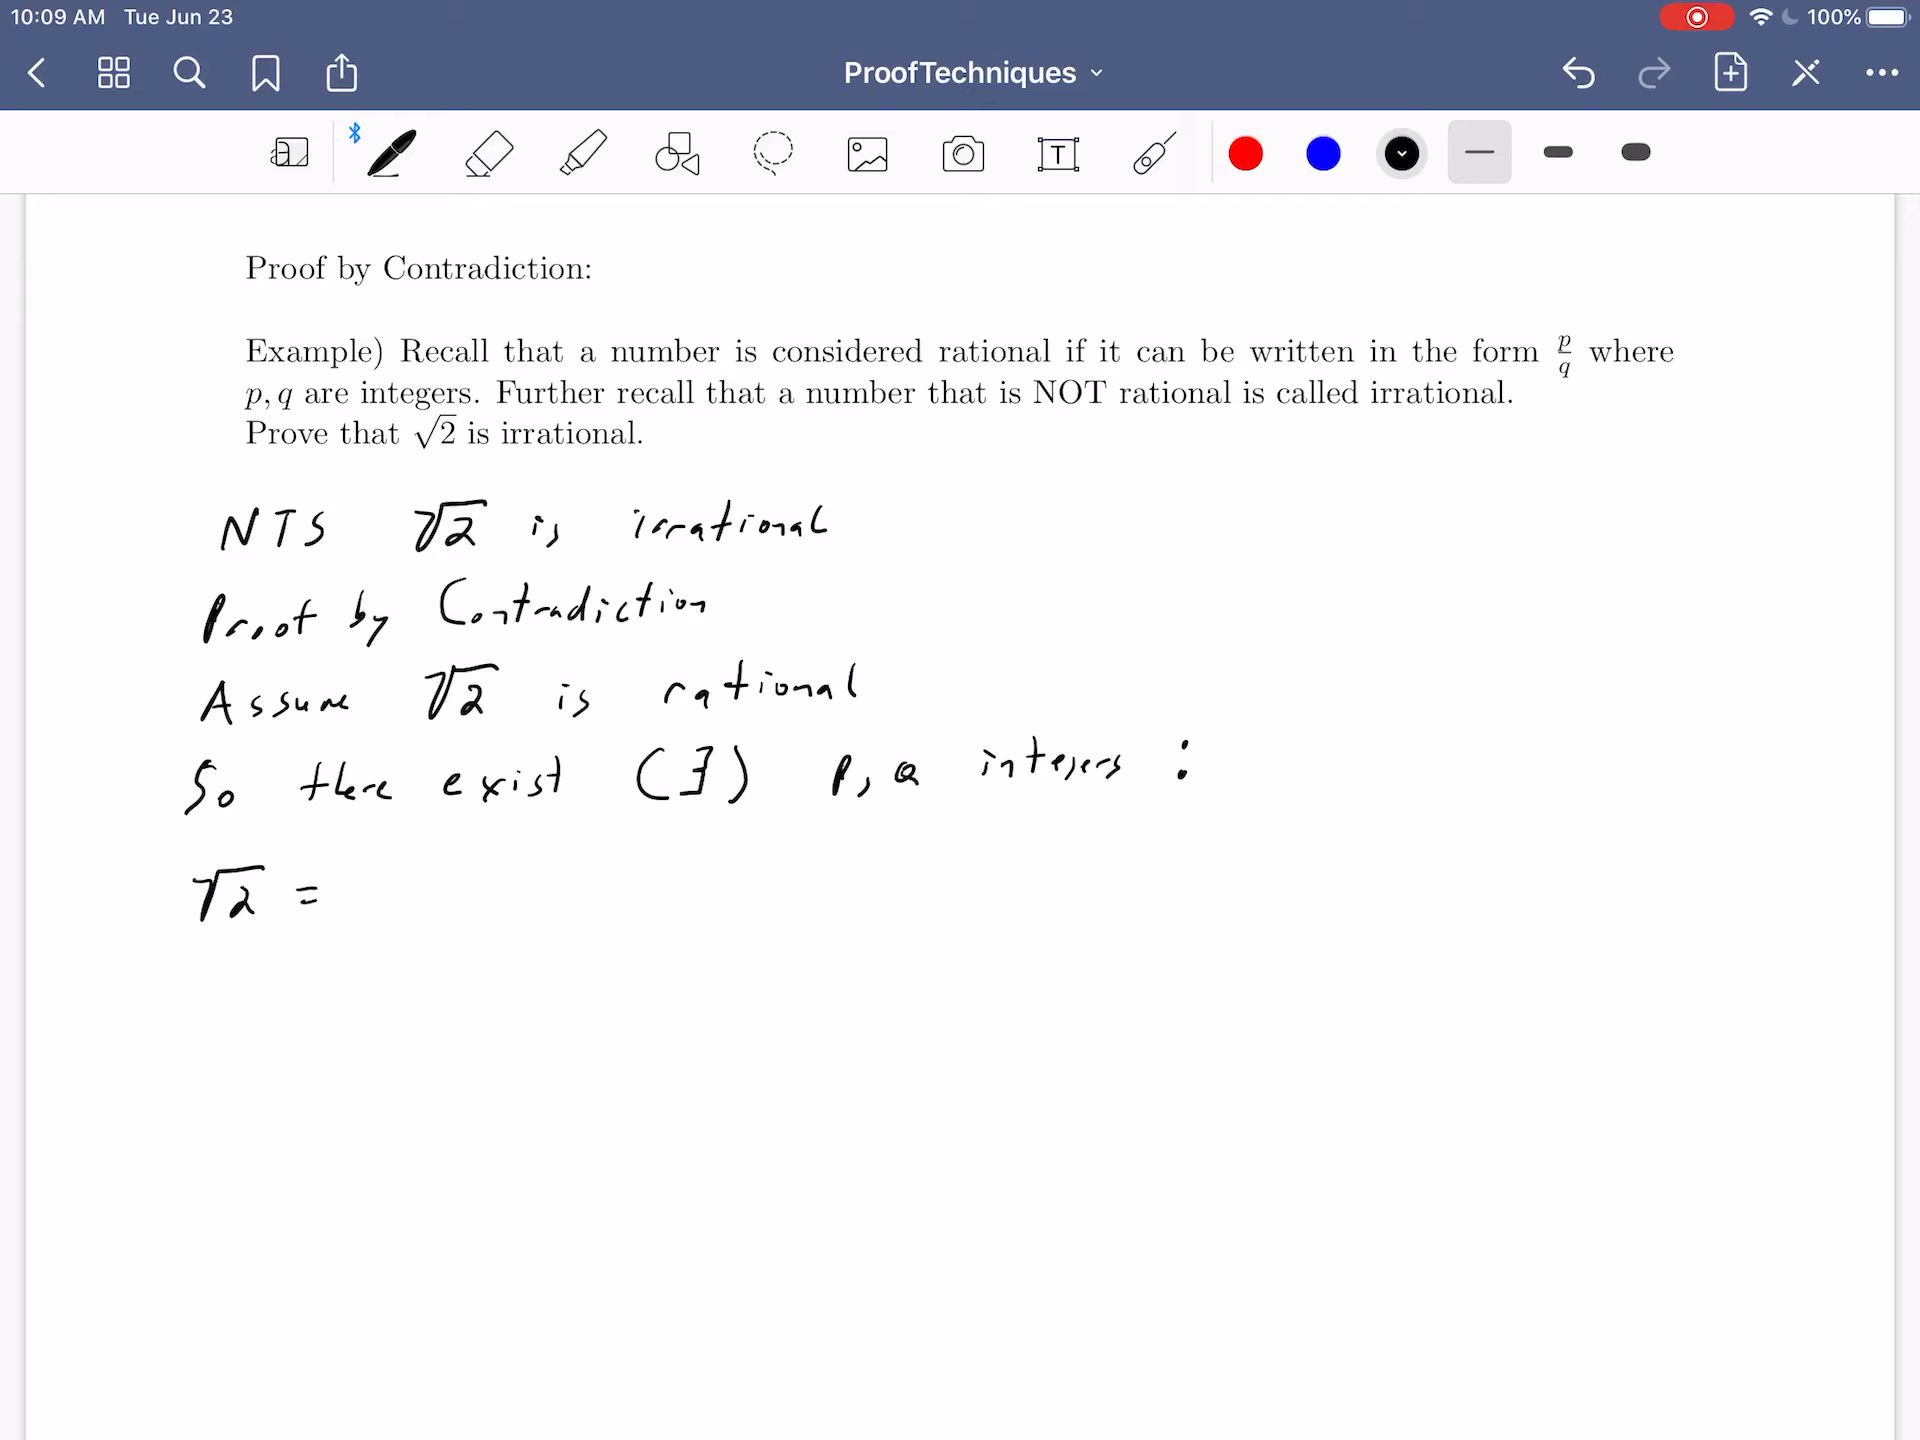 10:09 AM Tue Jun 23
100%
ProofTechniques
a
T
Proof by Contradiction:
Example) Recall that a number is considered rational if it can be written in the form p/q where
p, q are integers. Further recall that a number that is NOT rational is called irrational.
Prove that √2 is irrational.
NTS √2 is irrational
Proof by Contradiction
Assume √2 is rational
So there exist (∃) p, q integers :
√2 =